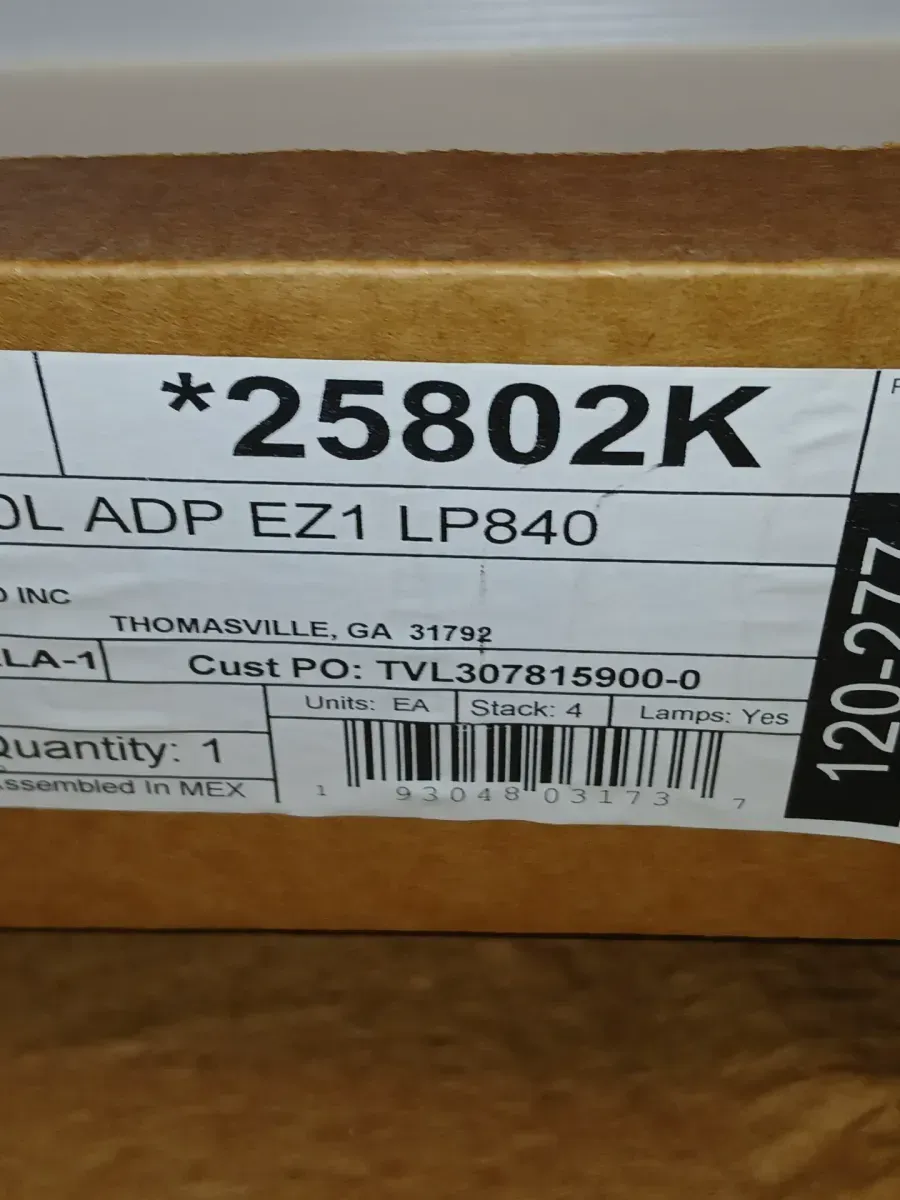 *25802K
OL ADP EZ1 LP840
INC
THOMASVILLE, GA 31792
LA-1
Cust PO: TVL307815900-0
Units: EA
Stack: 4
Lamps: Yes
Quantity: 1
Assembled In MEX
1 93048 03173 7
120-277